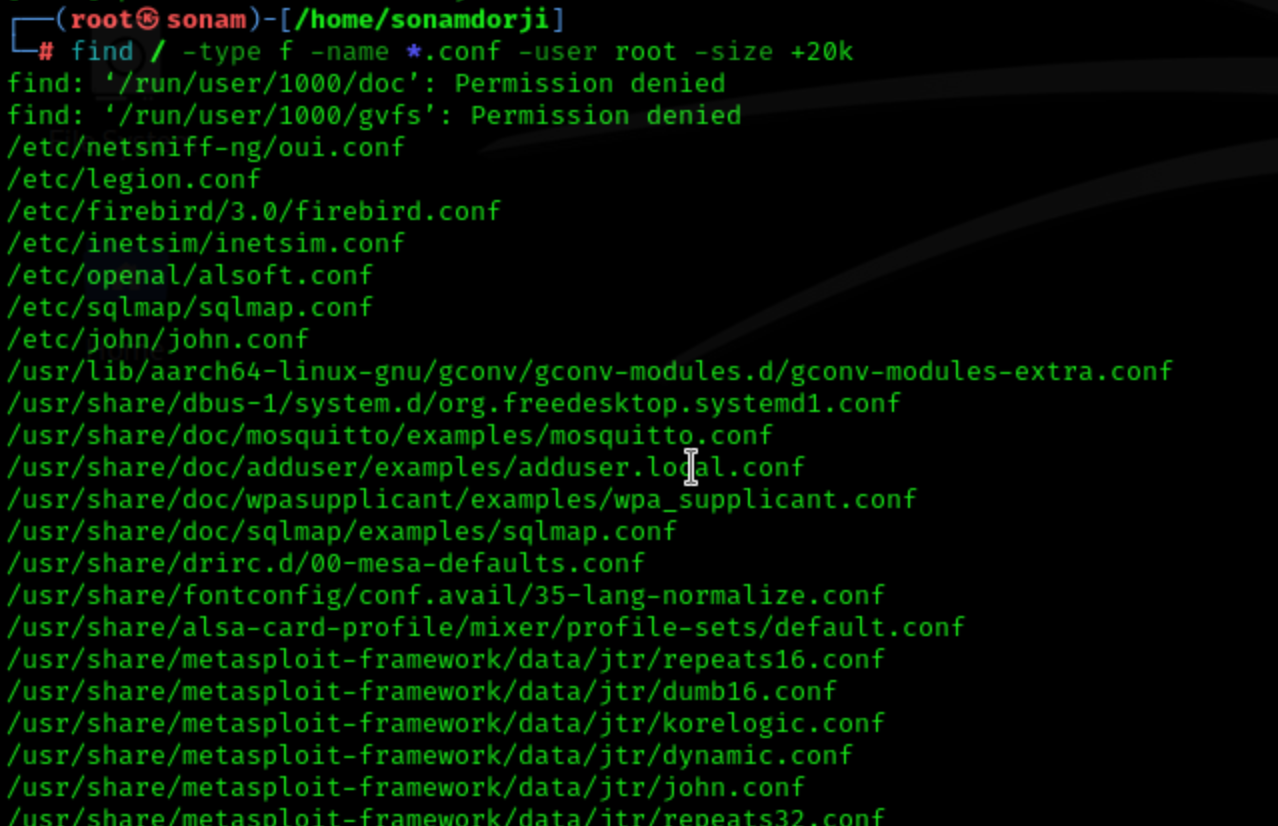 ┌──(root㉿sonam)-[/home/sonamdorji]
└─# find / -type f -name *.conf -user root -size +20k
find: ‘/run/user/1000/doc’: Permission denied
find: ‘/run/user/1000/gvfs’: Permission denied
/etc/netsniff-ng/oui.conf
/etc/legion.conf
/etc/firebird/3.0/firebird.conf
/etc/inetsim/inetsim.conf
/etc/openal/alsoft.conf
/etc/sqlmap/sqlmap.conf
/etc/john/john.conf
/usr/lib/aarch64-linux-gnu/gconv/gconv-modules.d/gconv-modules-extra.conf
/usr/share/dbus-1/system.d/org.freedesktop.systemd1.conf
/usr/share/doc/mosquitto/examples/mosquitto.conf
/usr/share/doc/adduser/examples/adduser.local.conf
/usr/share/doc/wpasupplicant/examples/wpa_supplicant.conf
/usr/share/doc/sqlmap/examples/sqlmap.conf
/usr/share/drirc.d/00-mesa-defaults.conf
/usr/share/fontconfig/conf.avail/35-lang-normalize.conf
/usr/share/alsa-card-profile/mixer/profile-sets/default.conf
/usr/share/metasploit-framework/data/jtr/repeats16.conf
/usr/share/metasploit-framework/data/jtr/dumb16.conf
/usr/share/metasploit-framework/data/jtr/korelogic.conf
/usr/share/metasploit-framework/data/jtr/dynamic.conf
/usr/share/metasploit-framework/data/jtr/john.conf
/usr/share/metasploit-framework/data/jtr/repeats32.conf